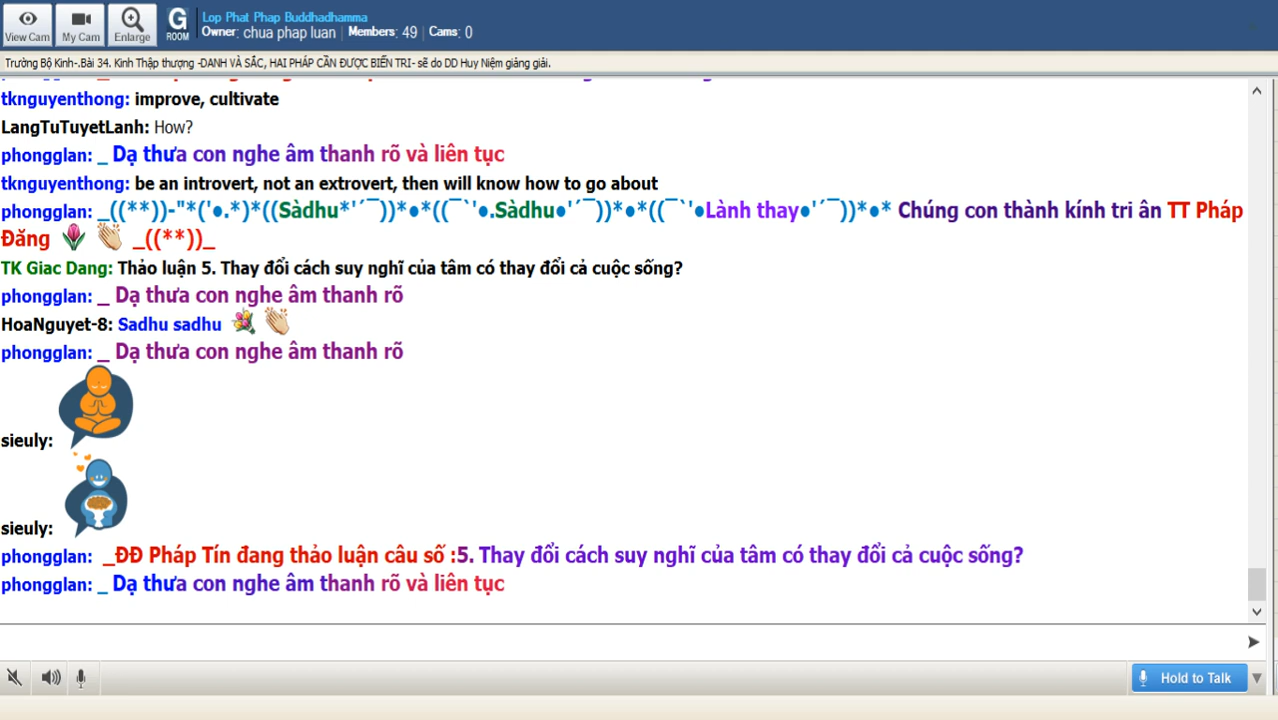 View Cam
My Cam
Enlarge
G
ROOM
Lop Phat Phap Buddhadhamma
Owner: chua phap luan | Members: 49 | Cams: 0
Trường Bộ Kinh-.Bài 34. Kinh Thập thượng -DANH VÀ SẮC, HAI PHÁP CẦN ĐƯỢC BIẾN TRI- sẽ do DD Huy Niệm giảng giải.
tknguyenthong: improve, cultivate
LangTuTuyetLanh: How?
phongglan: _ Dạ thưa con nghe âm thanh rõ và liên tục
tknguyenthong: be an introvert, not an extrovert, then will know how to go about
phongglan: _((**))-"*('●.*)*((Sàdhu*'´¯))*●*((¯`'●.Sàdhu●'´¯))*●*((¯`'●Lành thay●'´¯))*●* Chúng con thành kính tri ân TT Pháp
Đăng 🌷 👏 _((**))_
TK Giac Dang: Thảo luận 5. Thay đổi cách suy nghĩ của tâm có thay đổi cả cuộc sống?
phongglan: _ Dạ thưa con nghe âm thanh rõ
HoaNguyet-8: Sadhu sadhu 💐 👏
phongglan: _ Dạ thưa con nghe âm thanh rõ
sieuly:
sieuly:
phongglan: _ĐĐ Pháp Tín đang thảo luận câu số :5. Thay đổi cách suy nghĩ của tâm có thay đổi cả cuộc sống?
phongglan: _ Dạ thưa con nghe âm thanh rõ và liên tục
Hold to Talk